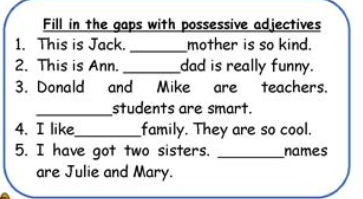 Fill in the gaps with possessive adjectives
1. This is Jack. _______mother is so kind.
2. This is Ann. _______dad is really funny.
3. Donald and Mike are teachers.
_________students are smart.
4. I like________family. They are so cool.
5. I have got two sisters. ________names
are Julie and Mary.